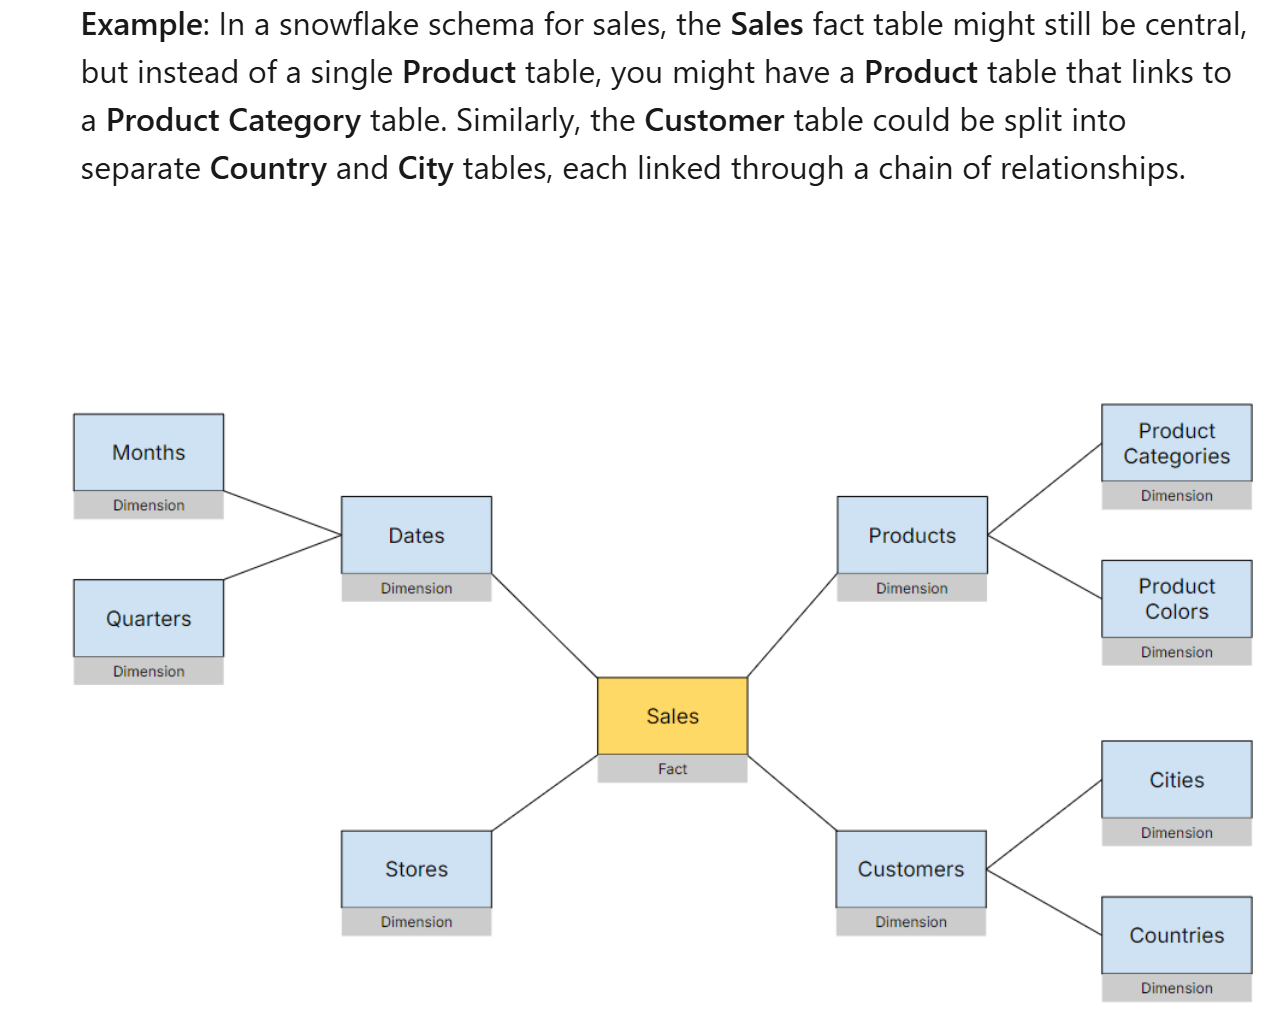 Example: In a snowflake schema for sales, the Sales fact table might still be central,
but instead of a single Product table, you might have a Product table that links to
a Product Category table. Similarly, the Customer table could be split into
separate Country and City tables, each linked through a chain of relationships.
Months
Dimension
Quarters
Dimension
Dates
Dimension
Stores
Dimension
Sales
Fact
Products
Dimension
Customers
Dimension
Product
Categories
Dimension
Product
Colors
Dimension
Cities
Dimension
Countries
Dimension